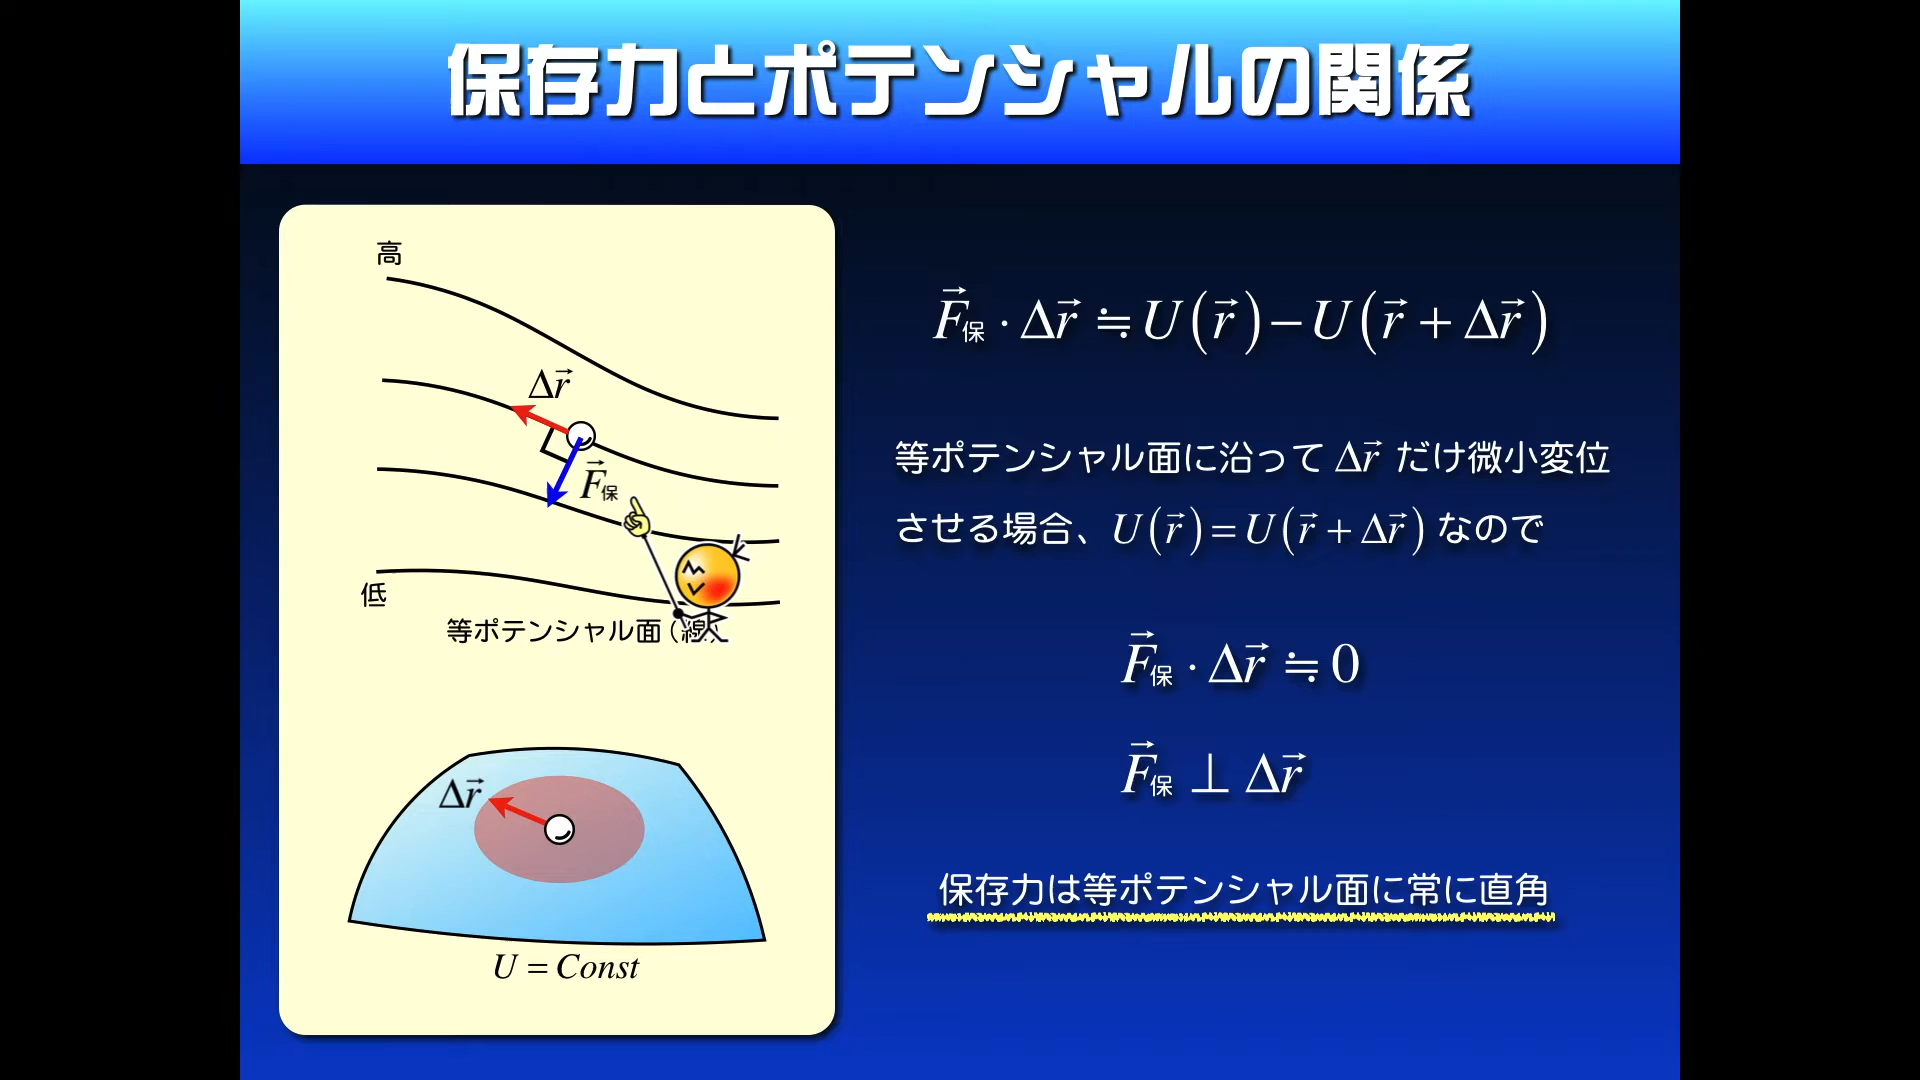 保存力とポテンシャルの関係
高
Δr⃗
F⃗保
低
等ポテンシャル面（線）
Δr⃗
U = Const
F⃗保 · Δr⃗ ≒ U(r⃗) − U(r⃗ + Δr⃗)
等ポテンシャル面に沿って Δr⃗ だけ微小変位
させる場合、U(r⃗) = U(r⃗ + Δr⃗) なので
F⃗保 · Δr⃗ ≒ 0
F⃗保 ⊥ Δr⃗
保存力は等ポテンシャル面に常に直角